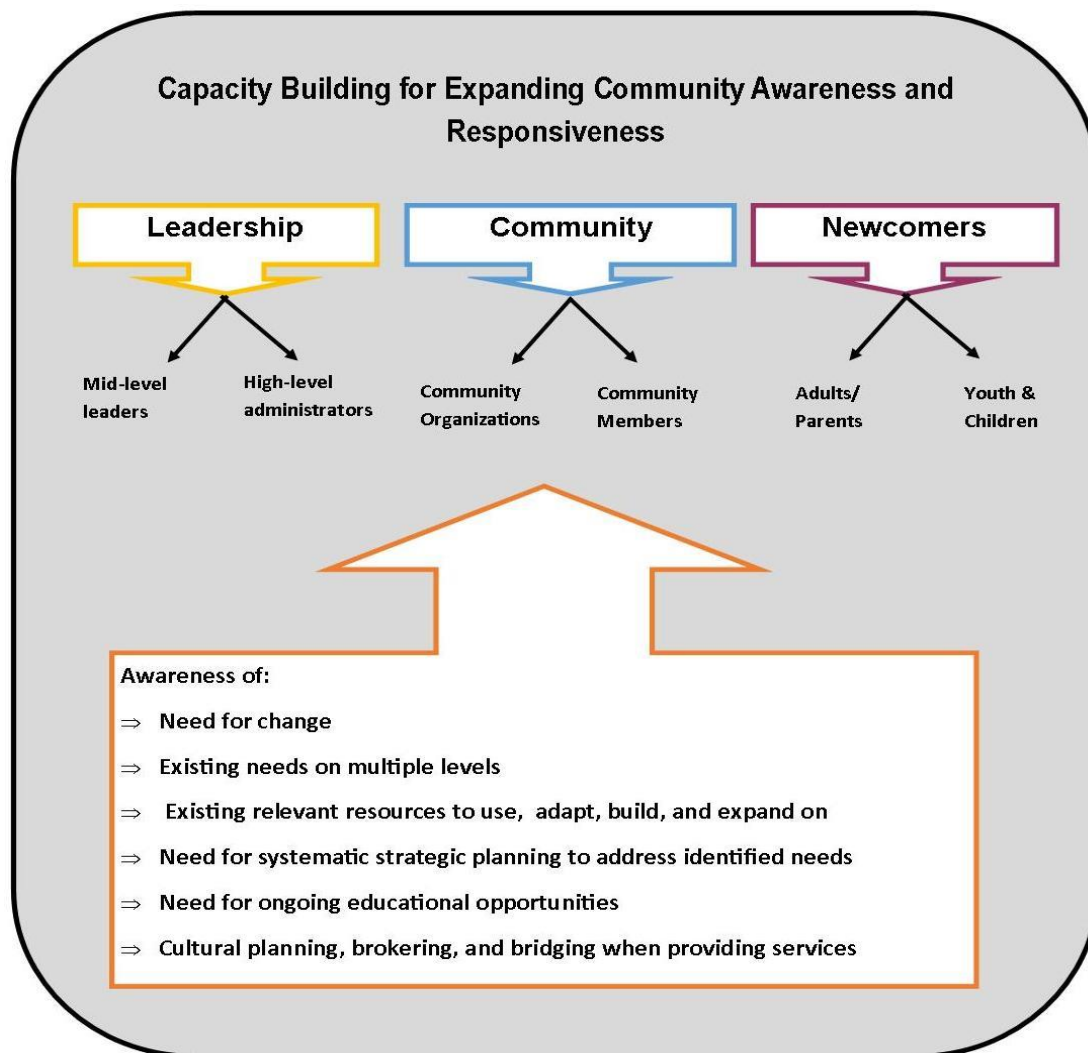 Capacity Building for Expanding Community Awareness and
Responsiveness
Leadership
Community
Newcomers
Mid-level
leaders
High-level
administrators
Community
Organizations
Community
Members
Adults/
Parents
Youth &
Children
Awareness of:
⇒ Need for change
⇒ Existing needs on multiple levels
⇒ Existing relevant resources to use, adapt, build, and expand on
⇒ Need for systematic strategic planning to address identified needs
⇒ Need for ongoing educational opportunities
⇒ Cultural planning, brokering, and bridging when providing services